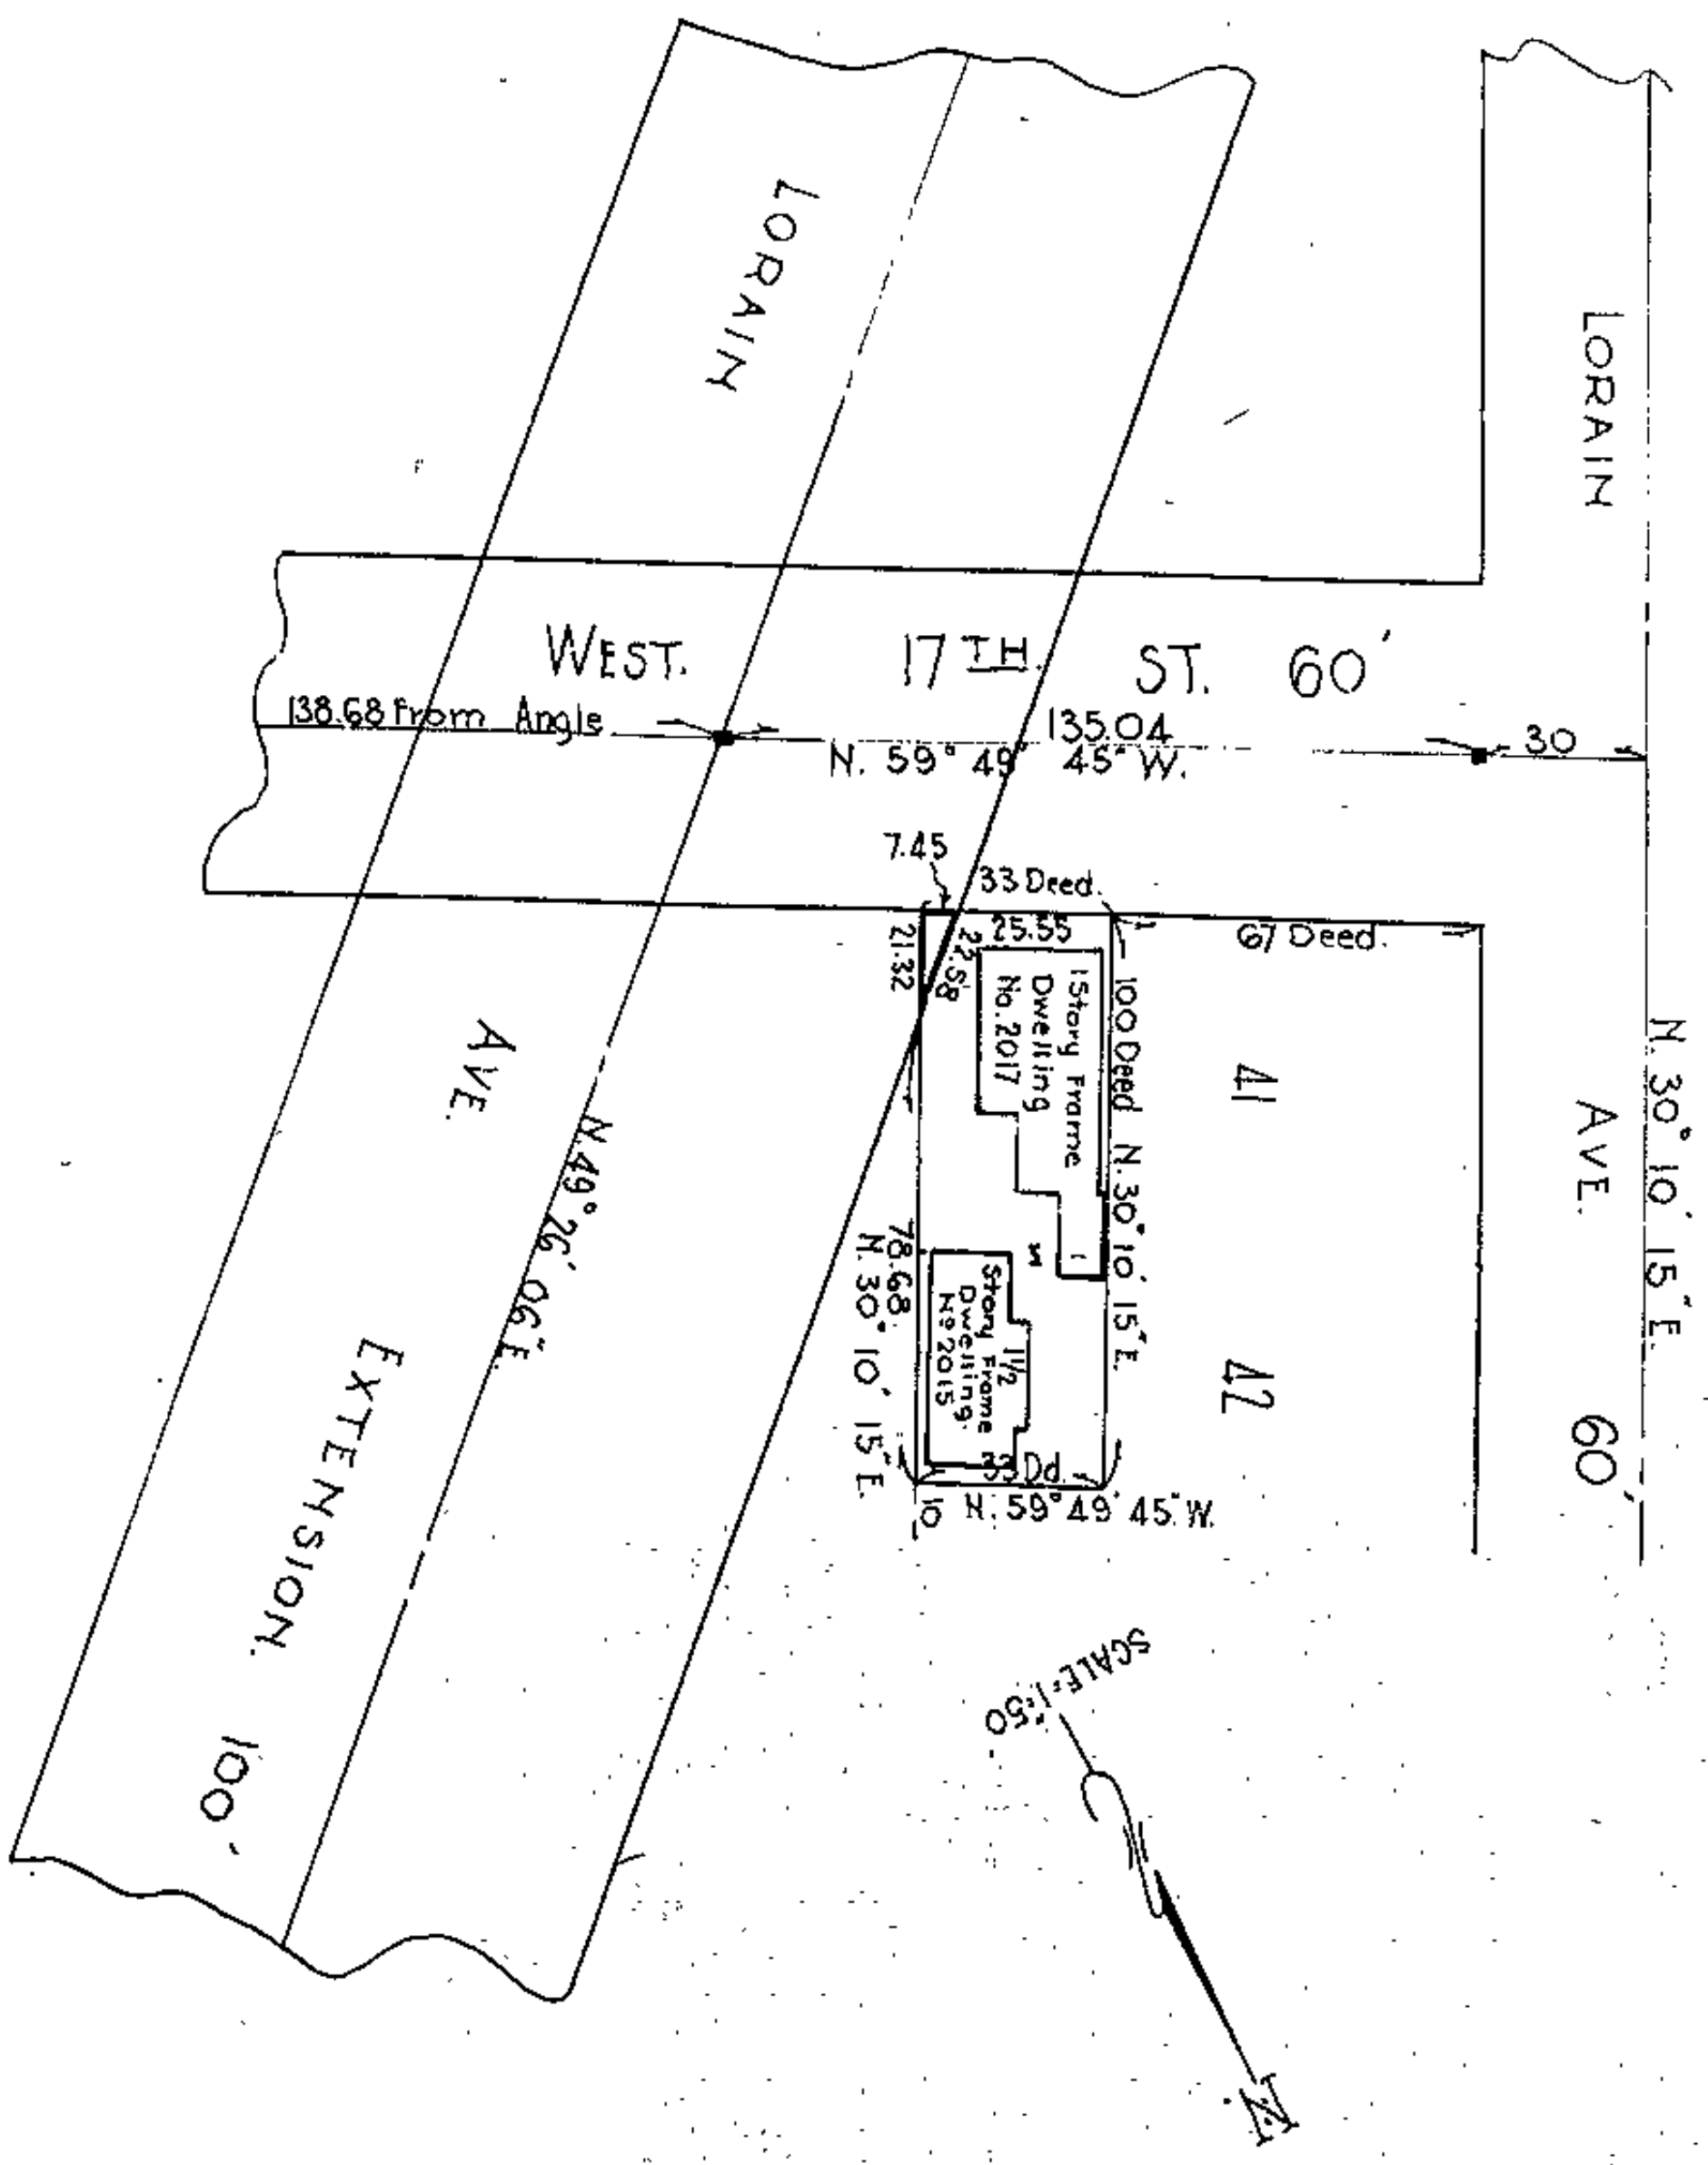 LORAIN
AVE.
EXTENSION.
100'
N. 49° 26' 06" E.
LORAIN
AVE.
60'
N. 30° 10' 15" E.
WEST. 17TH ST. 60'
138.68 From Angle
135.04
30
N. 59° 49' 45" W.
7.45
33 Deed.
25.55
67 Deed.
21.32
22.58
100 Deed N. 30° 10' 15" E.
1 Story Frame
Dwelling
No. 2017
41
42
1
78.68
N. 30° 10' 15" E.
1 1/2
Story Frame
Dwelling
No 2015
33 Dd.
N. 59° 49' 45" W.
10
SCALE-1"=50'
N